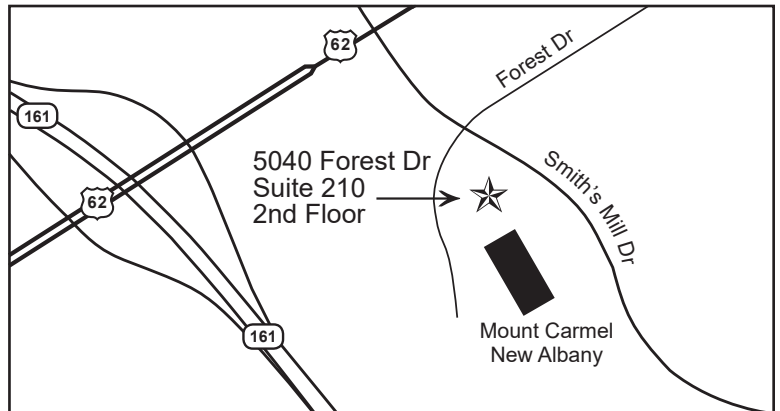 62
Forest Dr
161
5040 Forest Dr
Suite 210
2nd Floor
Smith's Mill Dr
62
161
Mount Carmel
New Albany